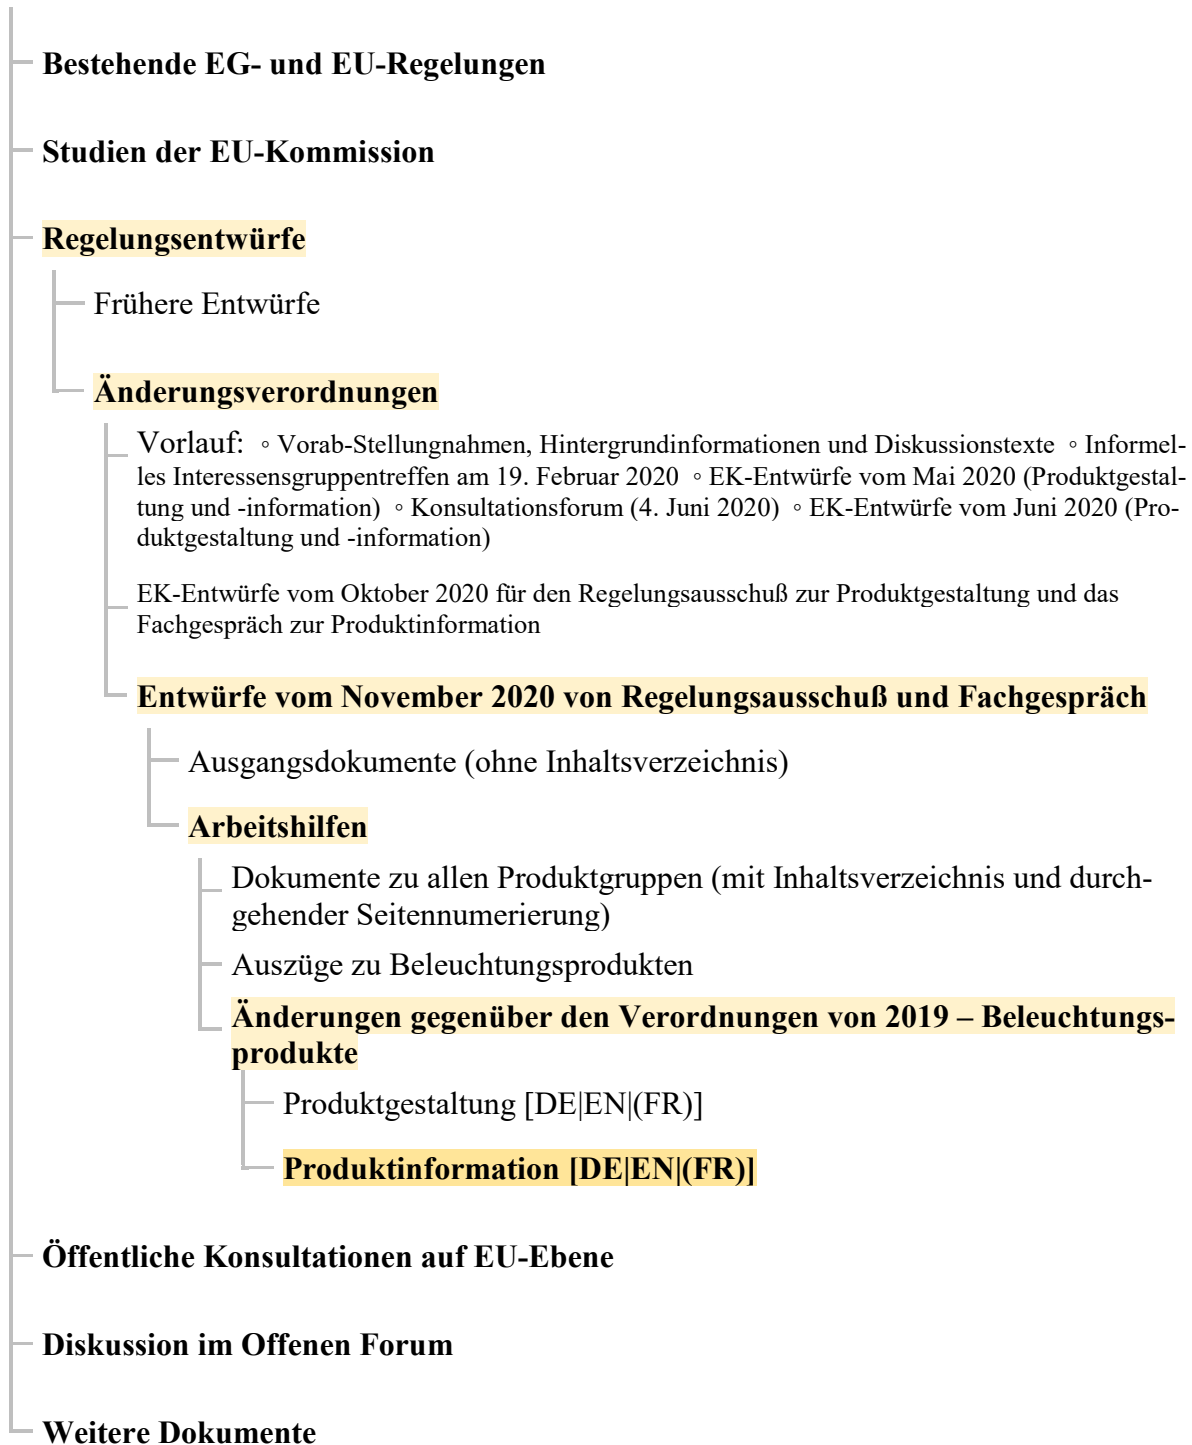 Bestehende EG- und EU-Regelungen
Studien der EU-Kommission
Regelungsentwürfe
Frühere Entwürfe
Änderungsverordnungen
Vorlauf: ◦ Vorab-Stellungnahmen, Hintergrundinformationen und Diskussionstexte ◦ Informel-
les Interessensgruppentreffen am 19. Februar 2020 ◦ EK-Entwürfe vom Mai 2020 (Produktgestal-
tung und -information) ◦ Konsultationsforum (4. Juni 2020) ◦ EK-Entwürfe vom Juni 2020 (Pro-
duktgestaltung und -information)
EK-Entwürfe vom Oktober 2020 für den Regelungsausschuß zur Produktgestaltung und das
Fachgespräch zur Produktinformation
Entwürfe vom November 2020 von Regelungsausschuß und Fachgespräch
Ausgangsdokumente (ohne Inhaltsverzeichnis)
Arbeitshilfen
Dokumente zu allen Produktgruppen (mit Inhaltsverzeichnis und durch-
gehender Seitennumerierung)
Auszüge zu Beleuchtungsprodukten
Änderungen gegenüber den Verordnungen von 2019 – Beleuchtungs-
produkte
Produktgestaltung [DE|EN|(FR)]
Produktinformation [DE|EN|(FR)]
Öffentliche Konsultationen auf EU-Ebene
Diskussion im Offenen Forum
Weitere Dokumente